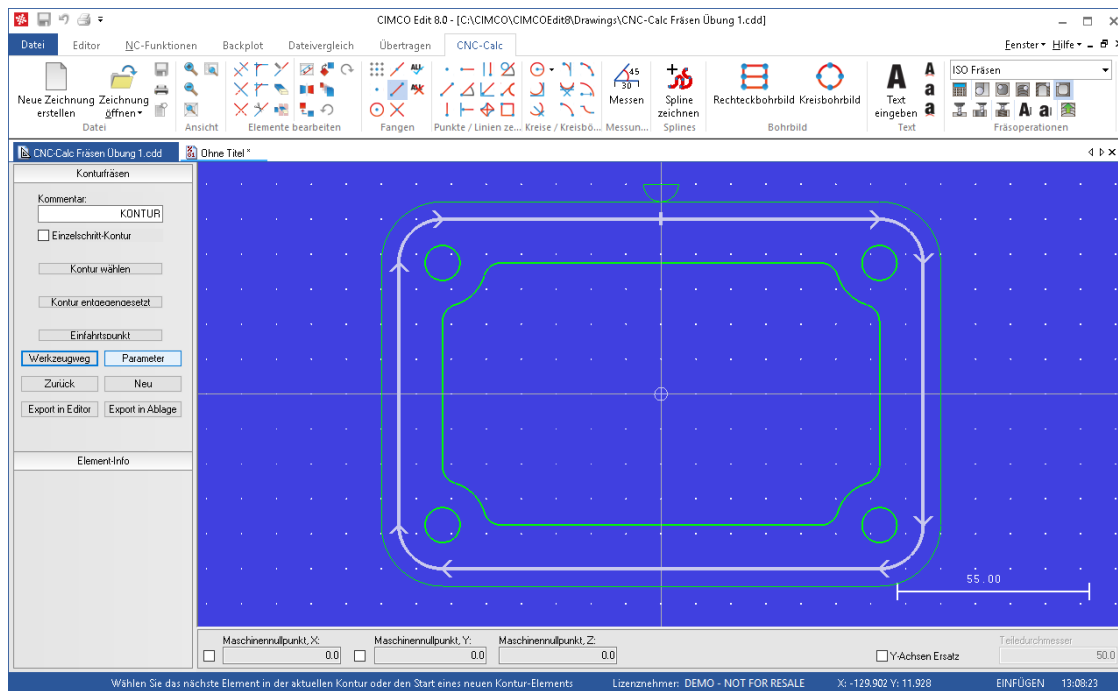 CIMCO Edit 8.0 - [C:\CIMCO\CIMCOEdit8\Drawings\CNC-Calc Fräsen Übung 1.cdd]
Datei Editor NC-Funktionen Backplot Dateivergleich Übertragen CNC-Calc Fenster Hilfe
Neue Zeichnung erstellen
Zeichnung öffnen
45
30
Messen
Spline zeichnen
Rechteckbohrbild Kreisbohrbild
A
Text eingeben
A
a
a
ISO Fräsen
Datei Ansicht Elemente bearbeiten Fangen Punkte / Linien ze... Kreise / Kreisbö... Messun... Splines Bohrbild Text Fräsoperationen
CNC-Calc Fräsen Übung 1.cdd Ohne Titel *
Konturfräsen
Kommentar:
KONTUR
Einzelschritt-Kontur
Kontur wählen
Kontur entgegengesetzt
Einfahrtspunkt
Werkzeugweg Parameter
Zurück Neu
Export in Editor Export in Ablage
Element-Info
55.00
Maschinennullpunkt, X: Maschinennullpunkt, Y: Maschinennullpunkt, Z: Teiledurchmesser
0.0 0.0 0.0 Y-Achsen Ersatz 50.0
Wählen Sie das nächste Element in der aktuellen Kontur oder den Start eines neuen Kontur-Elements Lizenznehmer: DEMO - NOT FOR RESALE X: -129.902 Y: 11.928 EINFÜGEN 13:08:23